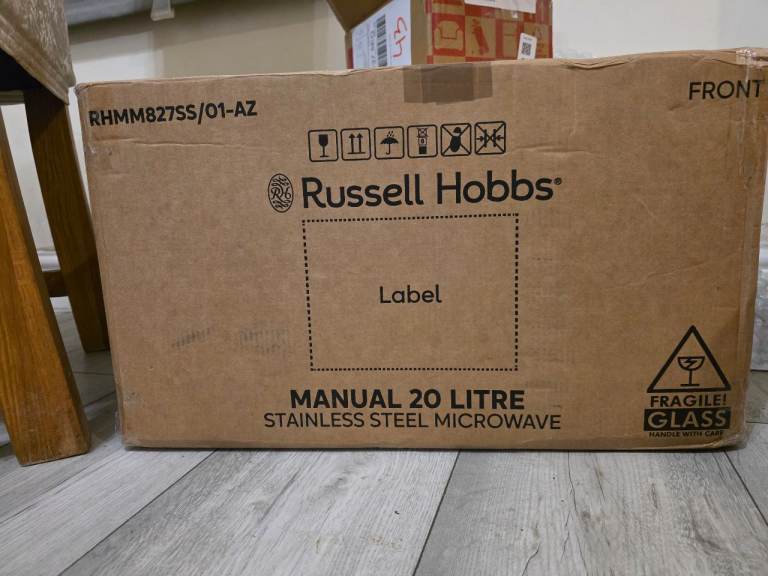 RHMM827SS/01-AZ
FRONT
Russell Hobbs®
Label
MANUAL 20 LITRE
STAINLESS STEEL MICROWAVE
FRAGILE!
GLASS
HANDLE WITH CARE